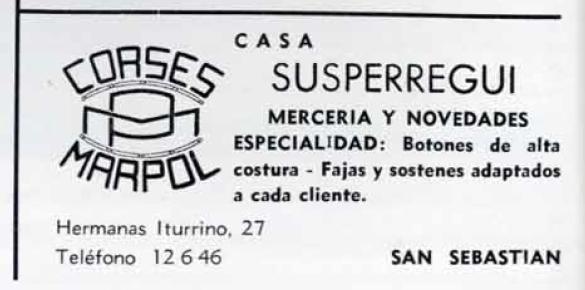 CORSES
MARPOL
CASA
SUSPERREGUI
MERCERIA Y NOVEDADES
ESPECIALIDAD: Botones de alta
costura - Fajas y sostenes adaptados
a cada cliente.
Hermanas Iturrino, 27
Teléfono 12 6 46
SAN SEBASTIAN